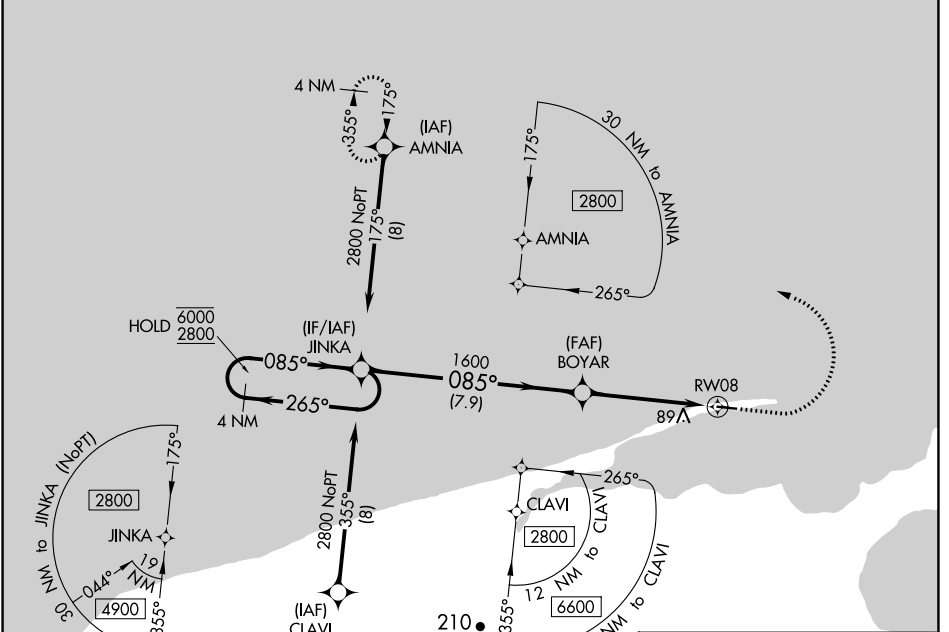 4 NM
355°
175°
(IAF)
AMNIA
2800 NoPT
175°
(8)
30 NM to AMNIA
175°
2800
AMNIA
265°
HOLD 6000
2800
(IF/IAF)
JINKA
085°
265°
4 NM
1600
085°
(7.9)
(FAF)
BOYAR
RW08
89
30 NM to JINKA (NoPT)
175°
2800
JINKA
19 NM
044°
4900
355°
2800 NoPT
355°
(8)
(IAF)
CLAVI
265°
CLAVI
2800
12 NM to CLAVI
6600
NM to CLAVI
355°
210